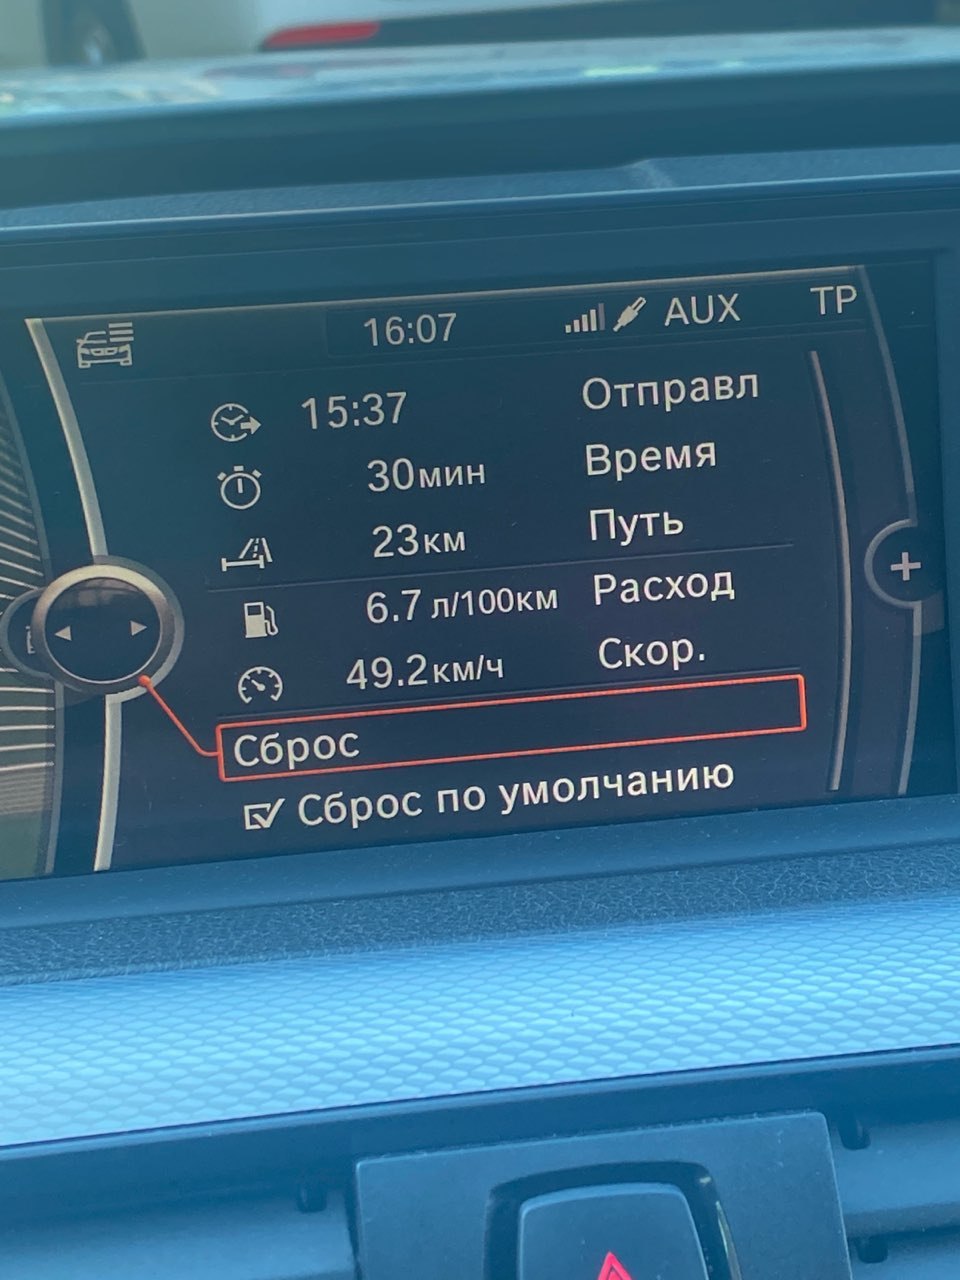 16:07 AUX TP
15:37 Отправл
30мин Время
23км Путь
6.7 л/100км Расход
49.2км/ч Скор.
Сброс
Сброс по умолчанию